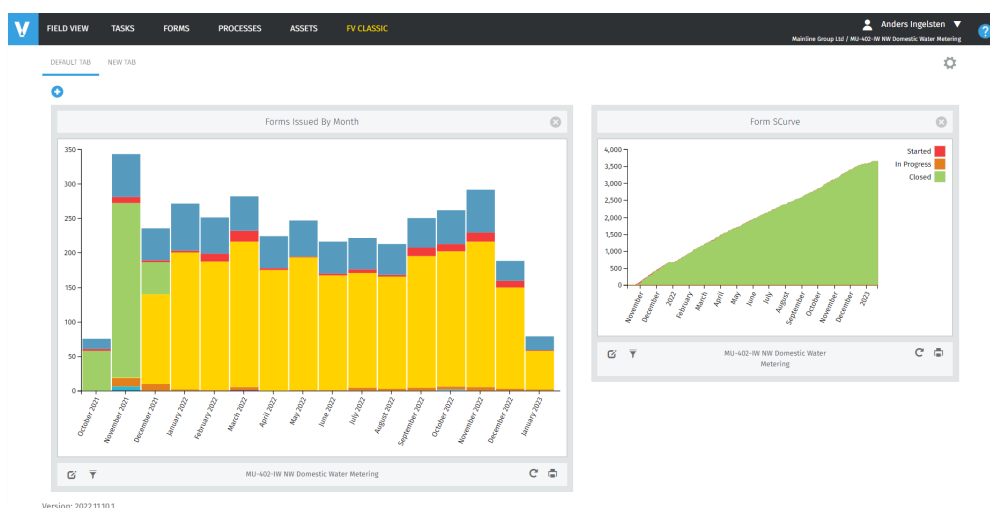 FIELD VIEW TASKS FORMS PROCESSES ASSETS FV CLASSIC
Anders Ingelsten
Mainline Group Ltd / MU-402-IW NW Domestic Water Metering
?
DEFAULT TAB NEW TAB
Forms Issued By Month
350
300
250
200
150
100
50
0
October 2021
November 2021
December 2021
January 2022
February 2022
March 2022
April 2022
May 2022
June 2022
July 2022
August 2022
September 2022
October 2022
November 2022
December 2022
January 2023
MU-402-IW NW Domestic Water Metering
Form SCurve
4,000
3,500
3,000
2,500
2,000
1,500
1,000
500
0
Started
In Progress
Closed
November
December
2022
February
March
April
May
June
July
August
September
October
November
December
2023
MU-402-IW NW Domestic Water
Metering
Version: 2022.11.10.1